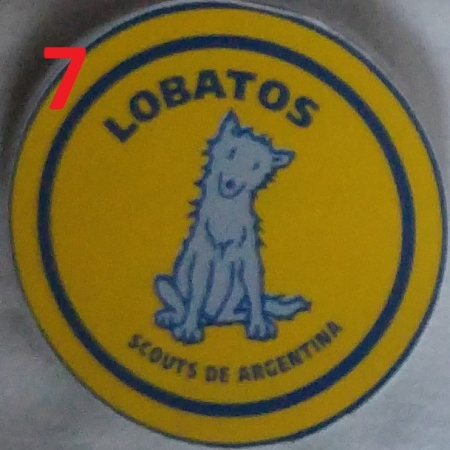 7
LOBATOS
SCOUTS DE ARGENTINA